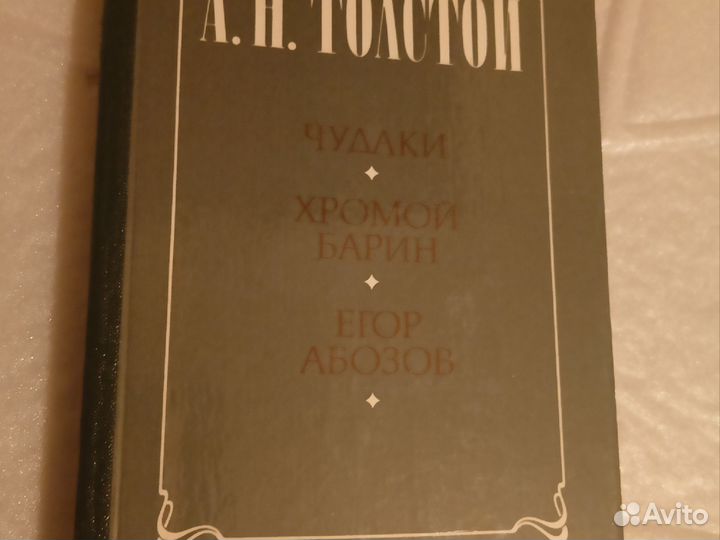 А. Н. ТОЛСТОЙ
ЧУДАКИ
ХРОМОЙ
БАРИН
ЕГОР
АБОЗОВ
Avito